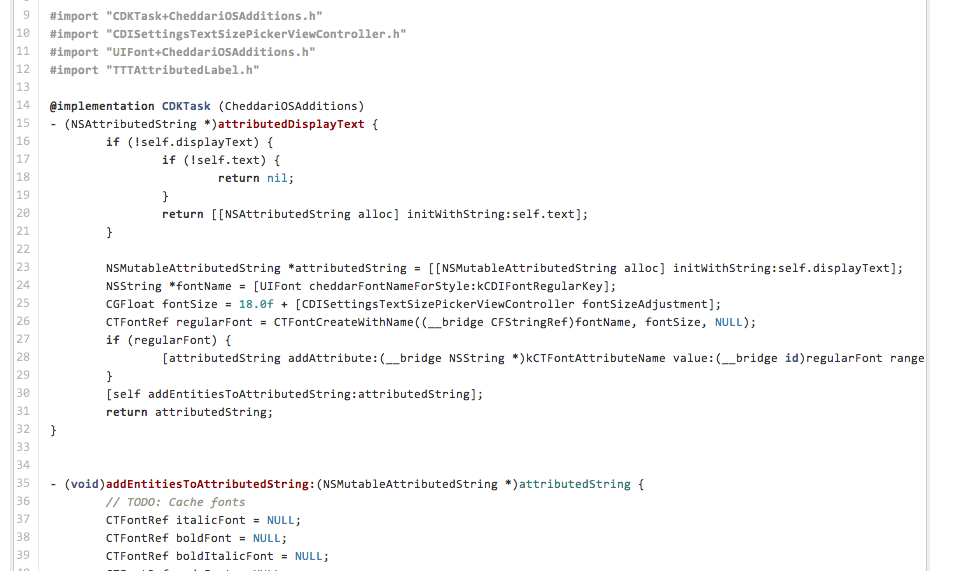 9 #import "CDKTask+CheddariOSAdditions.h"
10 #import "CDISettingsTextSizePickerViewController.h"
11 #import "UIFont+CheddariOSAdditions.h"
12 #import "TTTAttributedLabel.h"
13
14 @implementation CDKTask (CheddariOSAdditions)
15 - (NSAttributedString *)attributedDisplayText {
16 if (!self.displayText) {
17 if (!self.text) {
18 return nil;
19 }
20 return [[NSAttributedString alloc] initWithString:self.text];
21 }
22
23 NSMutableAttributedString *attributedString = [[NSMutableAttributedString alloc] initWithString:self.displayText];
24 NSString *fontName = [UIFont cheddarFontNameForStyle:kCDIFontRegularKey];
25 CGFloat fontSize = 18.0f + [CDISettingsTextSizePickerViewController fontSizeAdjustment];
26 CTFontRef regularFont = CTFontCreateWithName((__bridge CFStringRef)fontName, fontSize, NULL);
27 if (regularFont) {
28 [attributedString addAttribute:(__bridge NSString *)kCTFontAttributeName value:(__bridge id)regularFont range
29 }
30 [self addEntitiesToAttributedString:attributedString];
31 return attributedString;
32 }
33
34
35 - (void)addEntitiesToAttributedString:(NSMutableAttributedString *)attributedString {
36 // TODO: Cache fonts
37 CTFontRef italicFont = NULL;
38 CTFontRef boldFont = NULL;
39 CTFontRef boldItalicFont = NULL;